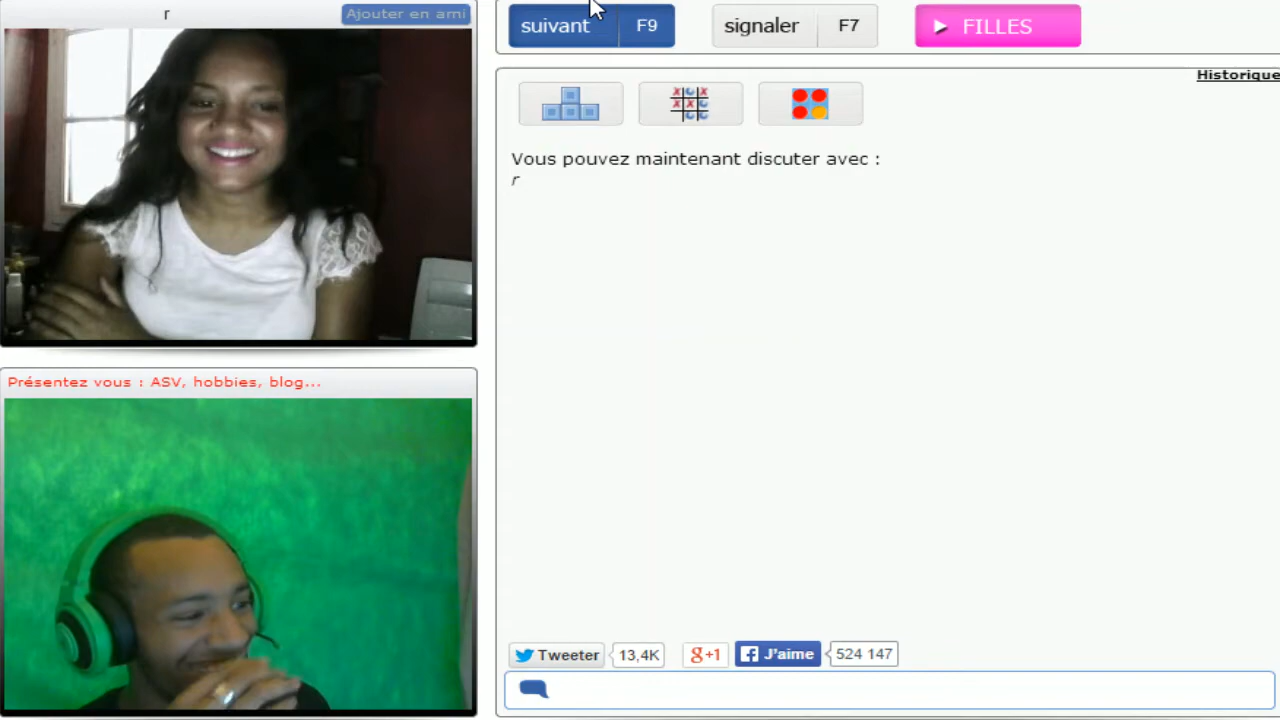 r
Ajouter en ami
suivant F9
signaler F7
FILLES
Historique
Vous pouvez maintenant discuter avec :
r
Présentez vous : ASV, hobbies, blog...
Tweeter 13,4K
g+1
J'aime 524 147